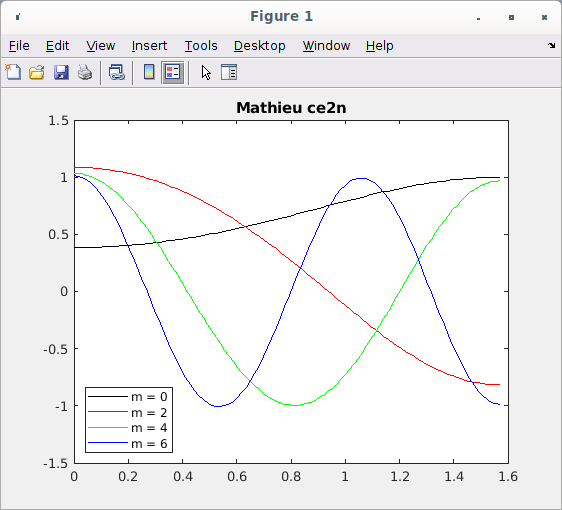 Figure 1
File Edit View Insert Tools Desktop Window Help
Mathieu ce2n
1.5
1
0.5
0
-0.5
-1
-1.5
m = 0
m = 2
m = 4
m = 6
0 0.2 0.4 0.6 0.8 1 1.2 1.4 1.6